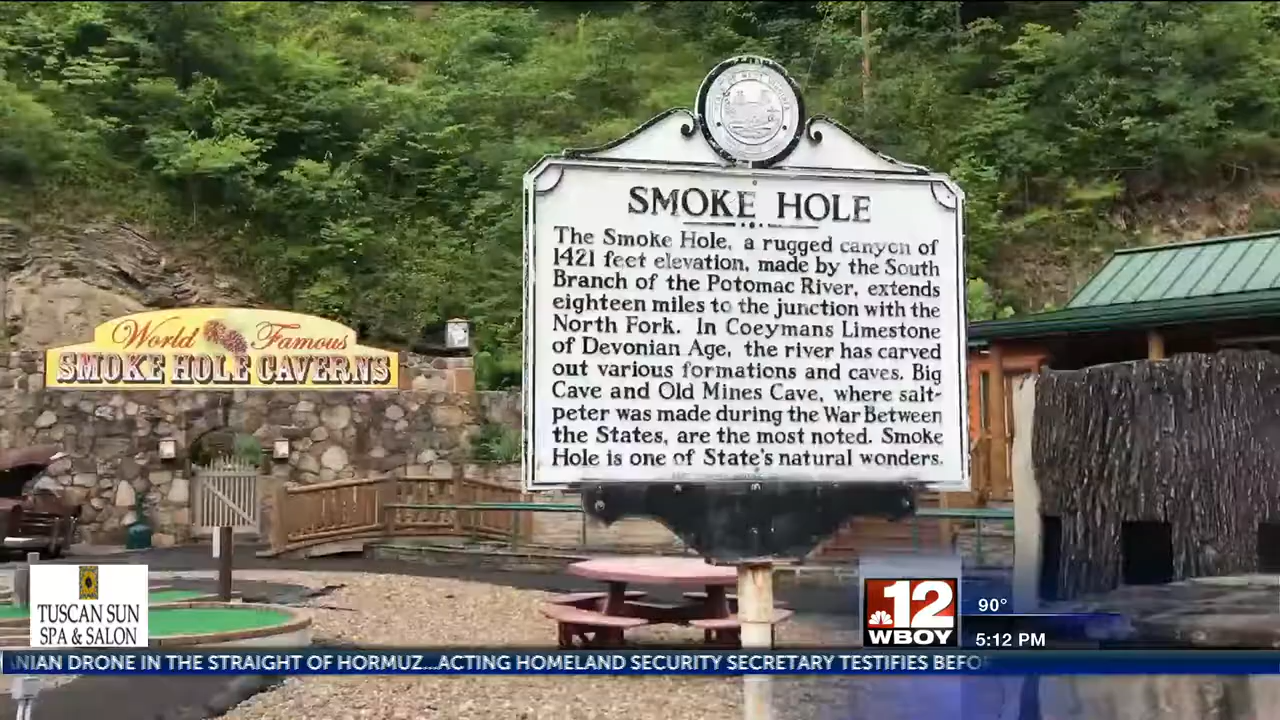 SMOKE HOLE
The Smoke Hole, a rugged canyon of
1421 feet elevation, made by the South
Branch of the Potomac River, extends
eighteen miles to the junction with the
North Fork. In Coeymans Limestone
of Devonian Age, the river has carved
out various formations and caves. Big
Cave and Old Mines Cave, where salt-
peter was made during the War Between
the States, are the most noted. Smoke
Hole is one of State's natural wonders.
World Famous
SMOKE HOLE CAVERNS
TUSCAN SUN
SPA & SALON
12
WBOY
90°
5:12 PM
ANIAN DRONE IN THE STRAIGHT OF HORMUZ...ACTING HOMELAND SECURITY SECRETARY TESTIFIES BEFO